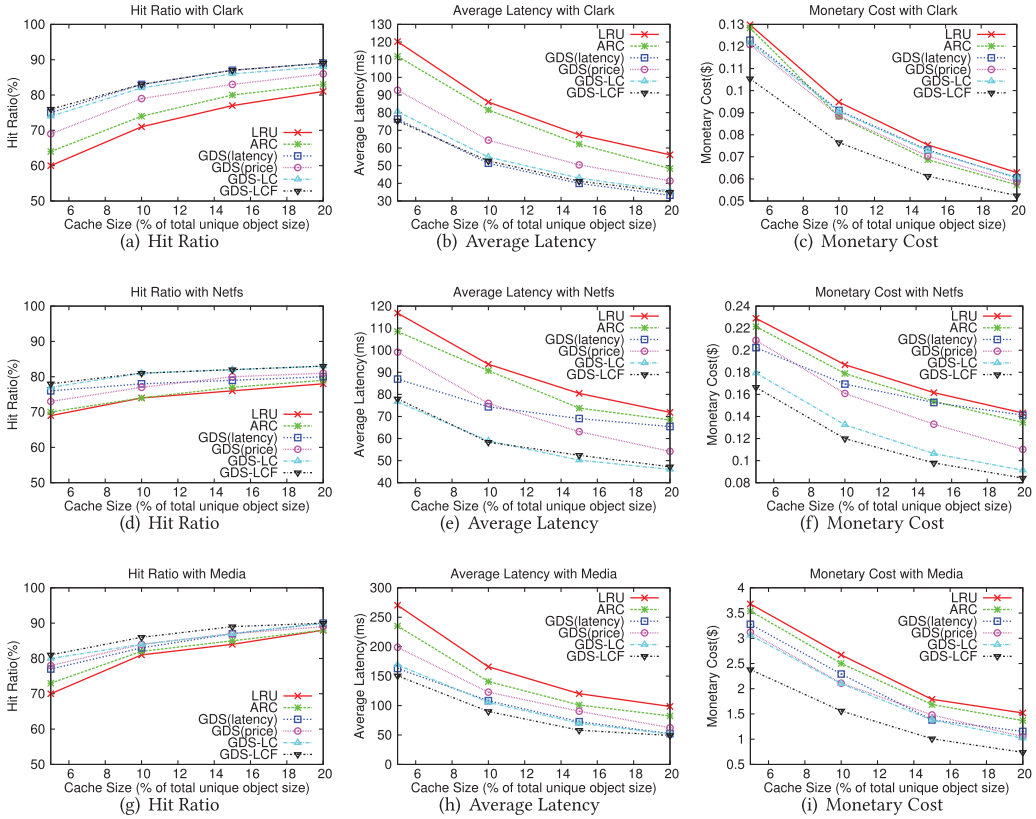 Hit Ratio with Clark
100
90
80
70
60
50
Hit Ratio(%)
LRU
ARC
GDS(latency)
GDS(price)
GDS-LC
GDS-LCF
6 8 10 12 14 16 18 20
Cache Size (% of total unique object size)
(a) Hit Ratio
Average Latency with Clark
130
120
110
100
90
80
70
60
50
40
30
Average Latency(ms)
LRU
ARC
GDS(latency)
GDS(price)
GDS-LC
GDS-LCF
6 8 10 12 14 16 18 20
Cache Size (% of total unique object size)
(b) Average Latency
Monetary Cost with Clark
0.13
0.12
0.11
0.1
0.09
0.08
0.07
0.06
0.05
Monetary Cost($)
LRU
ARC
GDS(latency)
GDS(price)
GDS-LC
GDS-LCF
6 8 10 12 14 16 18 20
Cache Size (% of total unique object size)
(c) Monetary Cost
Hit Ratio with Netfs
100
90
80
70
60
50
Hit Ratio(%)
LRU
ARC
GDS(latency)
GDS(price)
GDS-LC
GDS-LCF
6 8 10 12 14 16 18 20
Cache Size (% of total unique object size)
(d) Hit Ratio
Average Latency with Netfs
120
110
100
90
80
70
60
50
40
Average Latency(ms)
LRU
ARC
GDS(latency)
GDS(price)
GDS-LC
GDS-LCF
6 8 10 12 14 16 18 20
Cache Size (% of total unique object size)
(e) Average Latency
Monetary Cost with Netfs
0.24
0.22
0.2
0.18
0.16
0.14
0.12
0.1
0.08
Monetary Cost($)
LRU
ARC
GDS(latency)
GDS(price)
GDS-LC
GDS-LCF
6 8 10 12 14 16 18 20
Cache Size (% of total unique object size)
(f) Monetary Cost
Hit Ratio with Media
100
90
80
70
60
50
Hit Ratio(%)
LRU
ARC
GDS(latency)
GDS(price)
GDS-LC
GDS-LCF
6 8 10 12 14 16 18 20
Cache Size (% of total unique object size)
(g) Hit Ratio
Average Latency with Media
300
250
200
150
100
50
0
Average Latency(ms)
LRU
ARC
GDS(latency)
GDS(price)
GDS-LC
GDS-LCF
6 8 10 12 14 16 18 20
Cache Size (% of total unique object size)
(h) Average Latency
Monetary Cost with Media
4
3.5
3
2.5
2
1.5
1
0.5
Monetary Cost($)
LRU
ARC
GDS(latency)
GDS(price)
GDS-LC
GDS-LCF
6 8 10 12 14 16 18 20
Cache Size (% of total unique object size)
(i) Monetary Cost